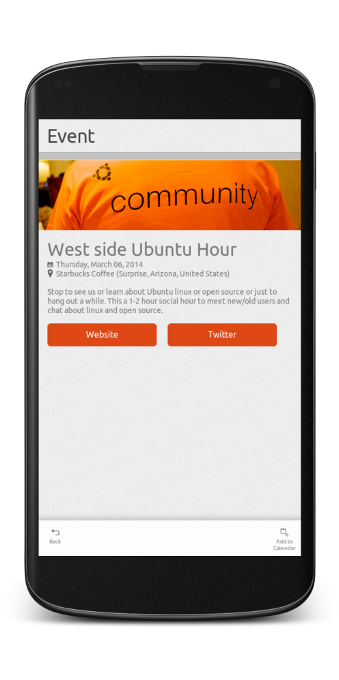 Event
community
West side Ubuntu Hour
Thursday, March 06, 2014
Starbucks Coffee (Surprise, Arizona, United States)
Stop to see us or learn about Ubuntu linux or open source or just to
hang out a while. This a 1-2 hour social hour to meet new/old users and
chat about linux and open source.
Website
Twitter
Back
Add to
Calendar